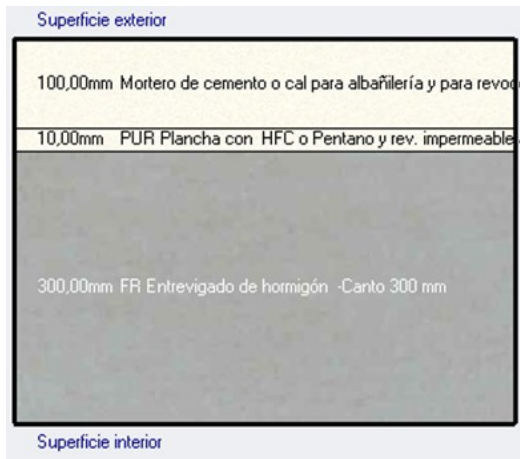 Superficie exterior
100,00mm Mortero de cemento o cal para albañilería y para revoc
10,00mm PUR Plancha con HFC o Pentano y rev. impermeable
300,00mm FR Entrevigado de hormigón -Canto 300 mm
Superficie interior